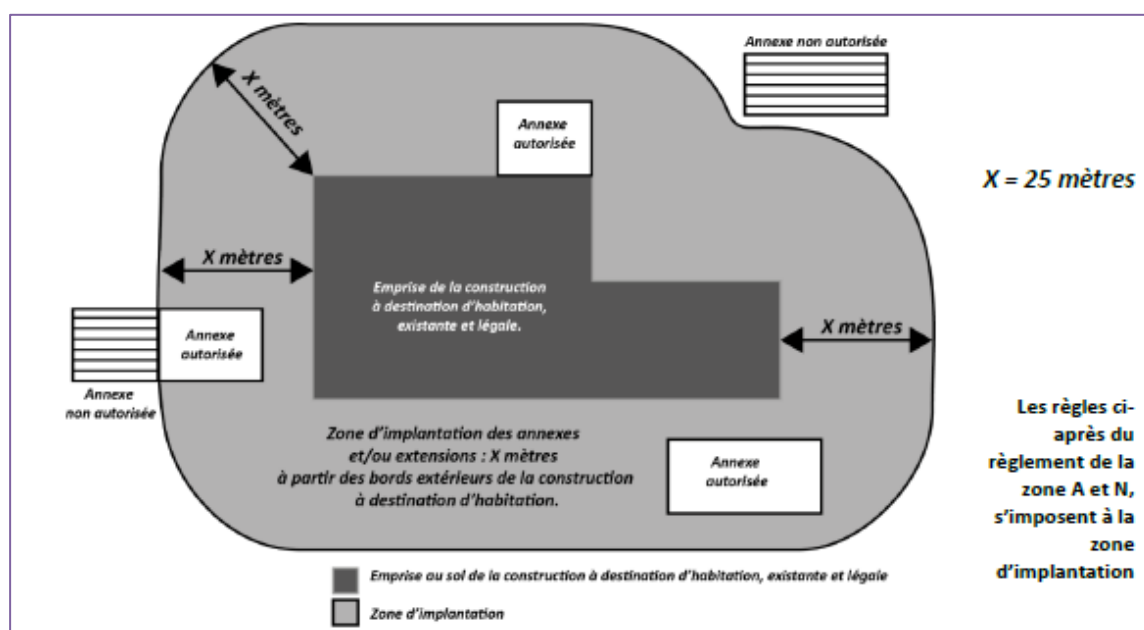 Annexe non autorisée
X mètres
Annexe
autorisée
X = 25 mètres
X mètres
Emprise de la construction
à destination d'habitation,
existante et légale.
X mètres
Annexe
autorisée
Annexe
non autorisée
Zone d'implantation des annexes
et/ou extensions : X mètres
à partir des bords extérieurs de la construction
à destination d'habitation.
Annexe
autorisée
Les règles ci-
après du
règlement de la
zone A et N,
s'imposent à la
zone
d'implantation
Emprise au sol de la construction à destination d'habitation, existante et légale
Zone d'implantation